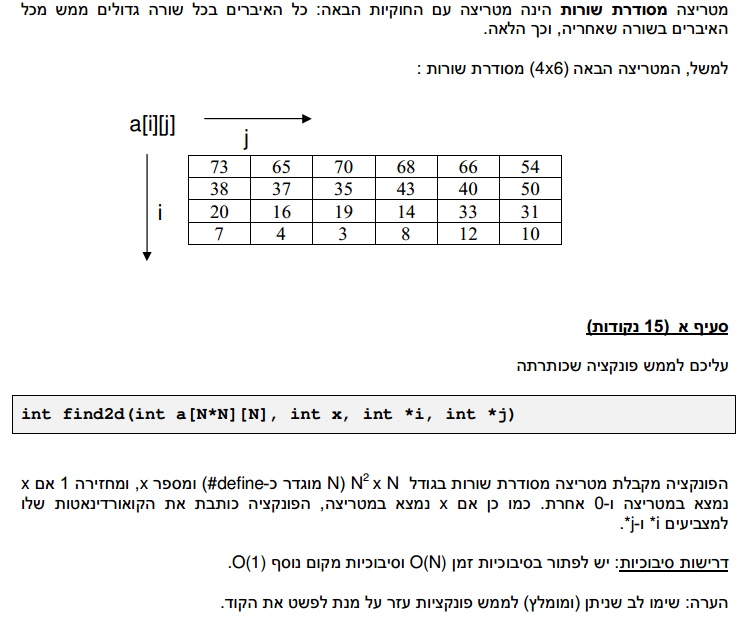 מטריצה מסודרת שורות הינה מטריצה עם החוקיות הבאה: כל האיברים בכל שורה גדולים ממש מכל
האיברים בשורה שאחריה, וכך הלאה.
למשל, המטריצה הבאה (4x6) מסודרת שורות :
a[i][j]
j
i
73 65 70 68 66 54
38 37 35 43 40 50
20 16 19 14 33 31
7 4 3 8 12 10
סעיף א (15 נקודות)
עליכם לממש פונקציה שכותרתה
int find2d(int a[N*N][N], int x, int *i, int *j)
הפונקציה מקבלת מטריצה מסודרת שורות בגודל N² x N (N מוגדר כ-#define) ומספר x, ומחזירה 1 אם x
נמצא במטריצה ו-0 אחרת. כמו כן אם x נמצא במטריצה, הפונקציה כותבת את הקואורדינאטות שלו
למצביעים i* ו-j*.
דרישות סיבוכיות: יש לפתור בסיבוכיות זמן O(N) וסיבוכיות מקום נוסף O(1).
הערה: שימו לב שניתן (ומומלץ) לממש פונקציות עזר על מנת לפשט את הקוד.